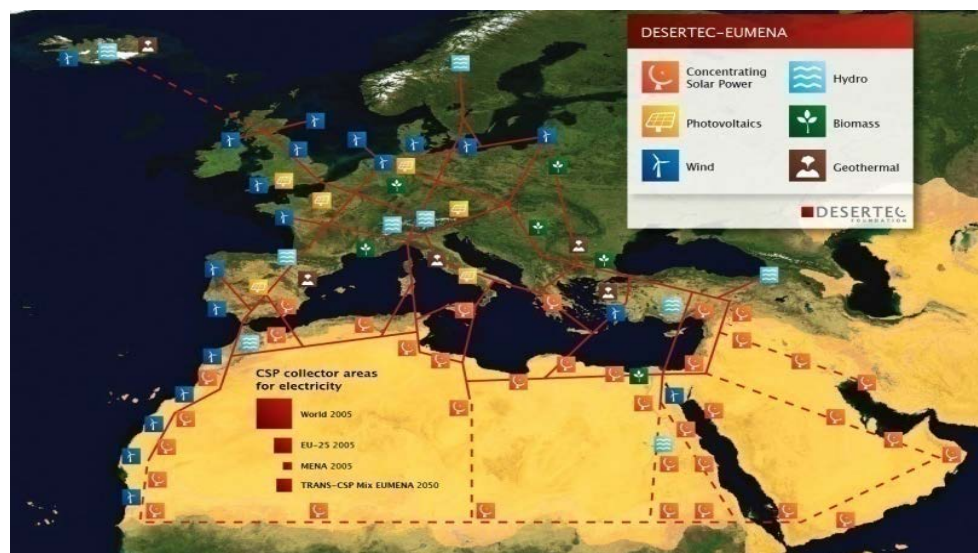 DESERTEC-EUMENA
Concentrating
Solar Power
Hydro
Photovoltaics
Biomass
Wind
Geothermal
DESERTEC
FOUNDATION
CSP collector areas
for electricity
World 2005
EU-25 2005
MENA 2005
TRANS-CSP Mix EUMENA 2050